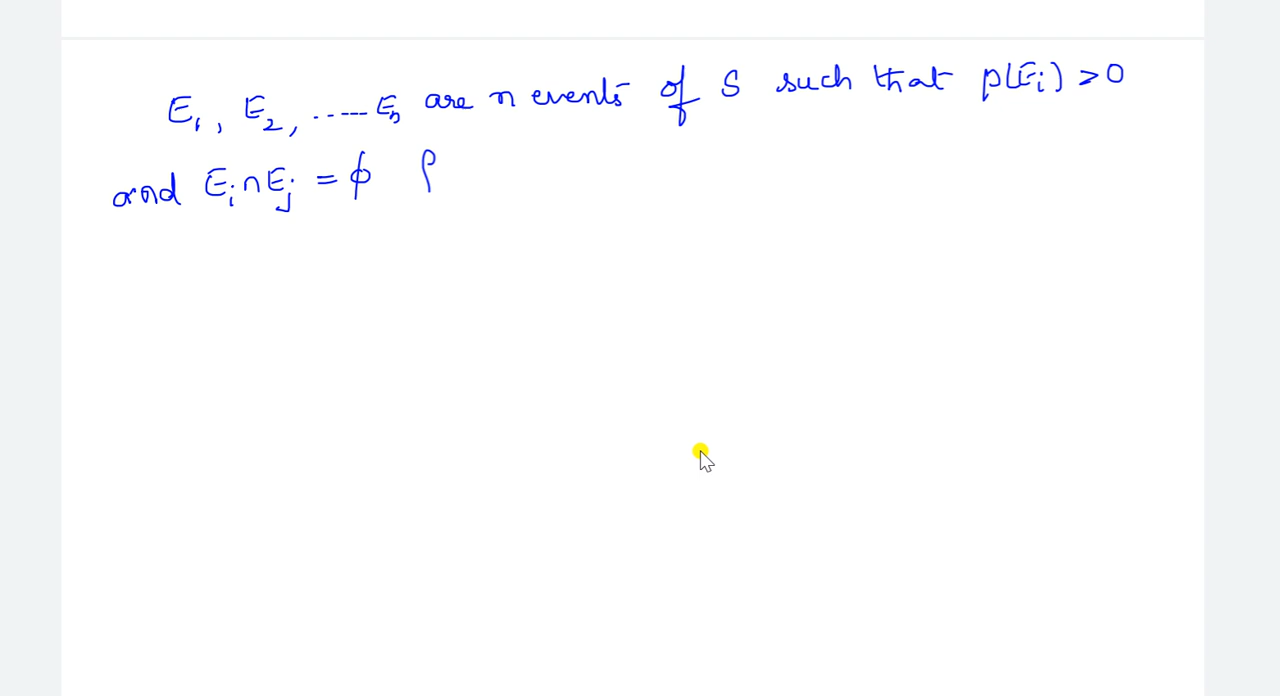 E₁, E₂, ..... Eₙ are n events of S such that p(Eᵢ) > 0
and Eᵢ ∩ Eⱼ = ϕ